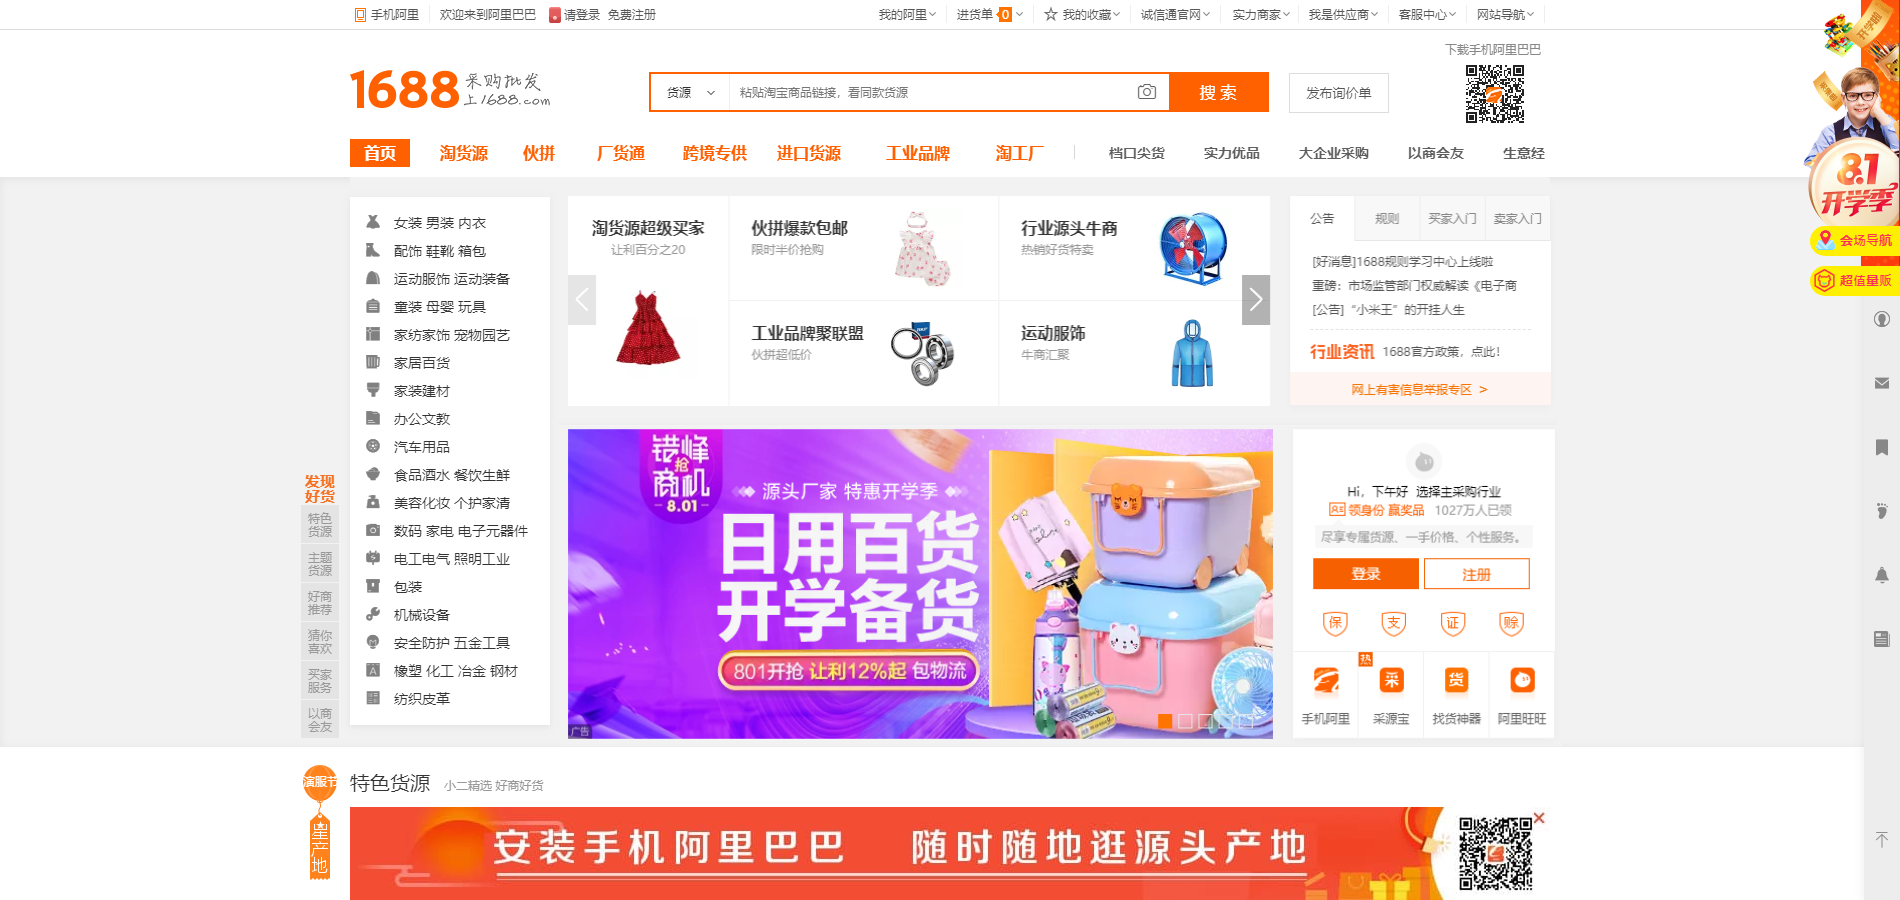 手机阿里 欢迎来到阿里巴巴 请登录 免费注册 我的阿里 进货单 0 我的收藏 诚信通官网 实力商家 我是供应商 客服中心 网站导航
下载手机阿里巴巴
1688 采购批发
上1688.com
货源 粘贴淘宝商品链接，看同款货源 搜索 发布询价单
首页 淘货源 伙拼 厂货通 跨境专供 进口货源 工业品牌 淘工厂 档口尖货 实力优品 大企业采购 以商会友 生意经
女装 男装 内衣
配饰 鞋靴 箱包
运动服饰 运动装备
童装 母婴 玩具
家纺家饰 宠物园艺
家居百货
家装建材
办公文教
汽车用品
食品酒水 餐饮生鲜
美容化妆 个护家清
数码 家电 电子元器件
电工电气 照明工业
包装
机械设备
安全防护 五金工具
橡塑 化工 冶金 钢材
纺织皮革
发现
好货
特色
货源
主题
货源
好商
推荐
猜你
喜欢
买家
服务
以商
会友
淘货源超级买家
让利百分之20
伙拼爆款包邮
限时半价抢购
行业源头牛商
热销好货特卖
工业品牌聚联盟
伙拼超低价
运动服饰
牛商汇聚
公告 规则 买家入门 卖家入门
[好消息]1688规则学习中心上线啦
重磅：市场监管部门权威解读《电子商
[公告]“小米王”的开挂人生
行业资讯 1688官方政策，点此！
网上有害信息举报专区 >
错峰
抢
商机
8.01
源头厂家 特惠开学季
日用百货
开学备货
801开抢 让利12%起 包物流
广告
Hi，下午好 选择主采购行业
领身份 赢奖品 1027万人已领
尽享专属货源、一手价格、个性服务。
登录 注册
保 支 证 赊
热
采 货
手机阿里 采源宝 找货神器 阿里旺旺
8.1
开学季
会场导航
超值量贩
特色货源 小二精选 好商好货
星产地
安装手机阿里巴巴 随时随地逛源头产地